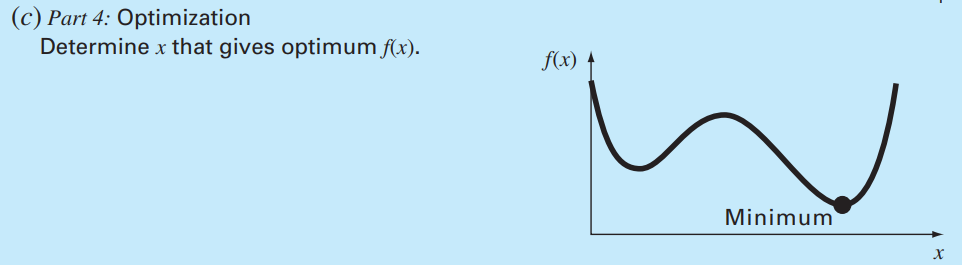 (c) Part 4: Optimization
Determine x that gives optimum f(x).
f(x)
Minimum
x